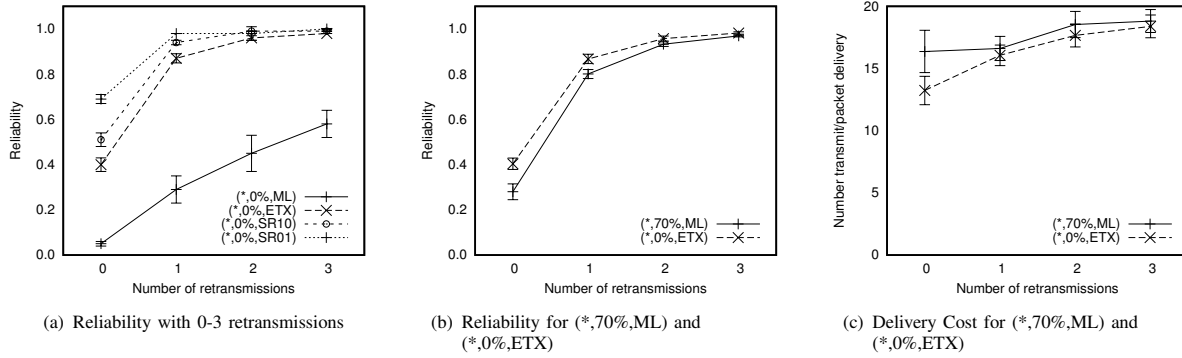 1.0
0.8
0.6
0.4
0.2
0.0
Reliability
(*,0%,ML)
(*,0%,ETX)
(*,0%,SR10)
(*,0%,SR01)
0 1 2 3
Number of retransmissions
(a) Reliability with 0-3 retransmissions
1.0
0.8
0.6
0.4
0.2
0.0
Reliability
(*,70%,ML)
(*,0%,ETX)
0 1 2 3
Number of retransmissions
(b) Reliability for (*,70%,ML) and
(*,0%,ETX)
20
15
10
5
0
Number transmit/packet delivery
(*,70%,ML)
(*,0%,ETX)
0 1 2 3
Number of retransmissions
(c) Delivery Cost for (*,70%,ML) and
(*,0%,ETX)